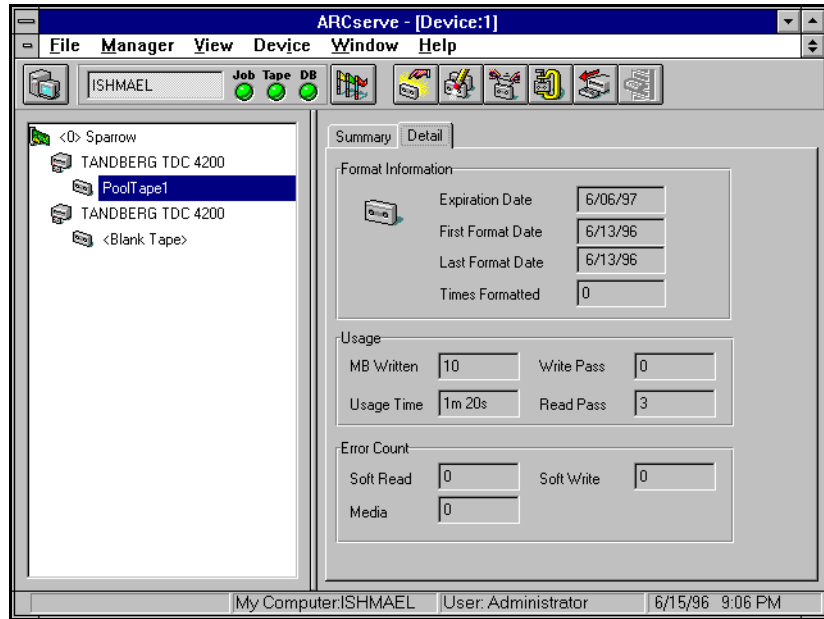 ARCserve - [Device:1]
File Manager View Device Window Help
ISHMAEL Job Tape DB
<0> Sparrow
TANDBERG TDC 4200
PoolTape1
TANDBERG TDC 4200
<Blank Tape>
Summary Detail
Format Information
Expiration Date 6/06/97
First Format Date 6/13/96
Last Format Date 6/13/96
Times Formatted 0
Usage
MB Written 10 Write Pass 0
Usage Time 1m 20s Read Pass 3
Error Count
Soft Read 0 Soft Write 0
Media 0
My Computer:ISHMAEL User: Administrator 6/15/96 9:06 PM